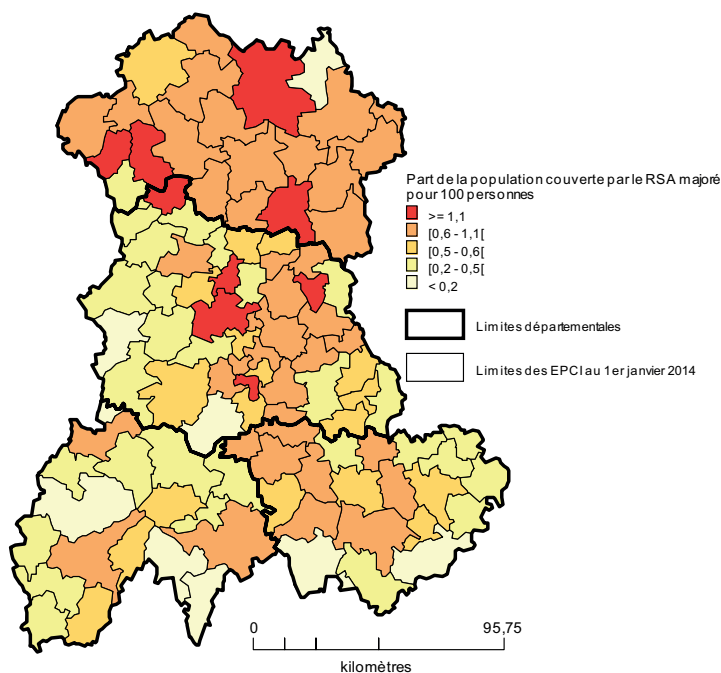 Part de la population couverte par le RSA majoré
pour 100 personnes
>= 1,1
[0,6 - 1,1[
[0,5 - 0,6[
[0,2 - 0,5[
< 0,2
Limites départementales
Limites des EPCI au 1er janvier 2014
0 95,75
kilomètres